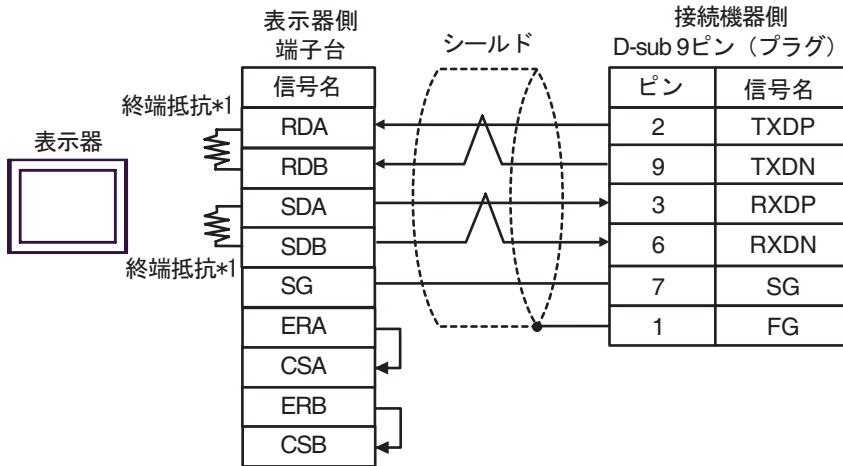 表示器側
端子台
シールド
接続機器側
D-sub 9ピン（プラグ）
信号名
ピン
信号名
終端抵抗*1
表示器
RDA
2
TXDP
RDB
9
TXDN
SDA
3
RXDP
SDB
6
RXDN
終端抵抗*1
SG
7
SG
ERA
1
FG
CSA
ERB
CSB